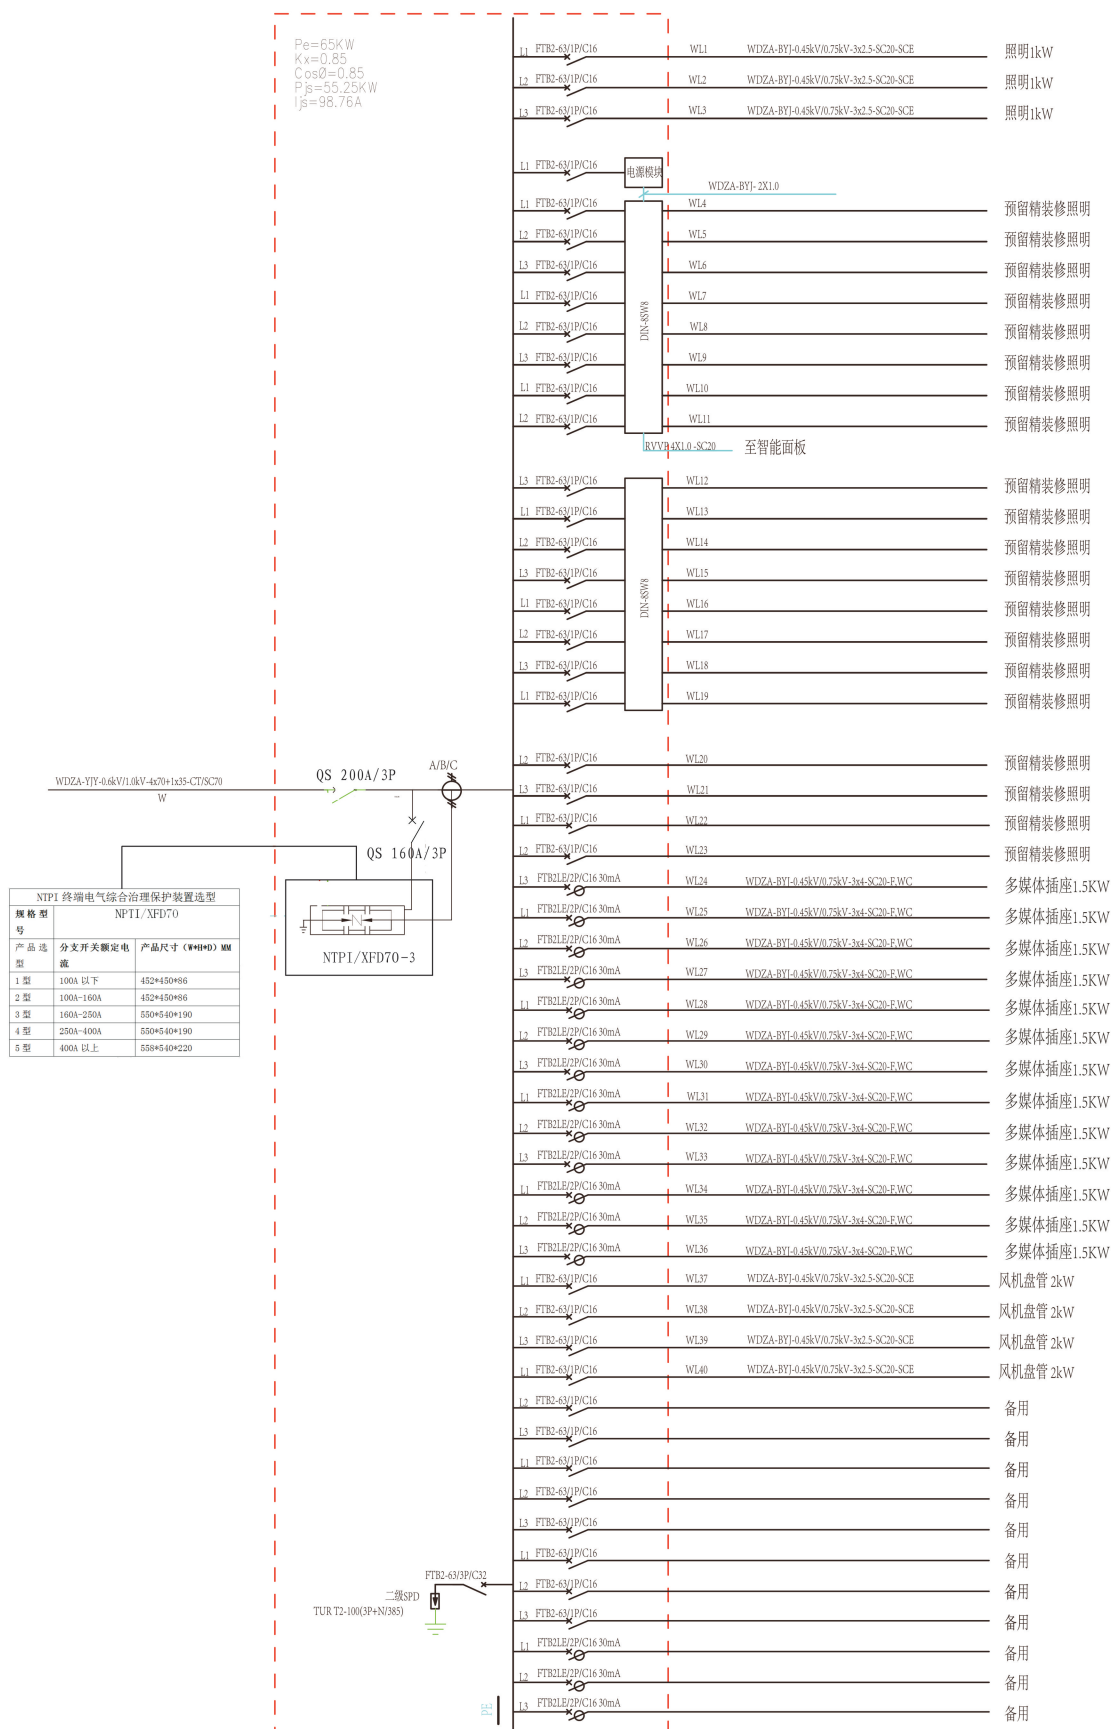 Pe=65KW
Kx=0.85
CosØ=0.85
Pjs=55.25KW
Ijs=98.76A
L1 FTB2-63/1P/C16 WL1 WDZA-BYJ-0.45kV/0.75kV-3x2.5-SC20-SCE 照明1kW
L2 FTB2-63/1P/C16 WL2 WDZA-BYJ-0.45kV/0.75kV-3x2.5-SC20-SCE 照明1kW
L3 FTB2-63/1P/C16 WL3 WDZA-BYJ-0.45kV/0.75kV-3x2.5-SC20-SCE 照明1kW
L1 FTB2-63/1P/C16 电源模块
WDZA-BYJ- 2X1.0
L1 FTB2-63/1P/C16 WL4 预留精装修照明
L2 FTB2-63/1P/C16 WL5 预留精装修照明
L3 FTB2-63/1P/C16 WL6 预留精装修照明
L1 FTB2-63/1P/C16 WL7 预留精装修照明
DIN-8SW8
L2 FTB2-63/1P/C16 WL8 预留精装修照明
L3 FTB2-63/1P/C16 WL9 预留精装修照明
L1 FTB2-63/1P/C16 WL10 预留精装修照明
L2 FTB2-63/1P/C16 WL11 预留精装修照明
RVVP 4X1.0 -SC20 至智能面板
L3 FTB2-63/1P/C16 WL12 预留精装修照明
L1 FTB2-63/1P/C16 WL13 预留精装修照明
L2 FTB2-63/1P/C16 WL14 预留精装修照明
L3 FTB2-63/1P/C16 WL15 预留精装修照明
DIN-8SW8
L1 FTB2-63/1P/C16 WL16 预留精装修照明
L2 FTB2-63/1P/C16 WL17 预留精装修照明
L3 FTB2-63/1P/C16 WL18 预留精装修照明
L1 FTB2-63/1P/C16 WL19 预留精装修照明
L2 FTB2-63/1P/C16 WL20 预留精装修照明
L3 FTB2-63/1P/C16 WL21 预留精装修照明
L1 FTB2-63/1P/C16 WL22 预留精装修照明
L2 FTB2-63/1P/C16 WL23 预留精装修照明
WDZA-YJY-0.6kV/1.0kV-4x70+1x35-CT/SC70
W
QS 200A/3P
A/B/C
QS 160A/3P
N
NTPI/XFD70-3
NTPI 终端电气综合治理保护装置选型
规格型号 NPTI/XFD70
产品选型 分支开关额定电流 产品尺寸（W*H*D）MM
1 型 100A 以下 452*450*86
2 型 100A-160A 452*450*86
3 型 160A-250A 550*540*190
4 型 250A-400A 550*540*190
5 型 400A 以上 558*540*220
L3 FTB2LE/2P/C16 30mA WL24 WDZA-BYJ-0.45kV/0.75kV-3x4-SC20-F,WC 多媒体插座1.5KW
L1 FTB2LE/2P/C16 30mA WL25 WDZA-BYJ-0.45kV/0.75kV-3x4-SC20-F,WC 多媒体插座1.5KW
L2 FTB2LE/2P/C16 30mA WL26 WDZA-BYJ-0.45kV/0.75kV-3x4-SC20-F,WC 多媒体插座1.5KW
L3 FTB2LE/2P/C16 30mA WL27 WDZA-BYJ-0.45kV/0.75kV-3x4-SC20-F,WC 多媒体插座1.5KW
L1 FTB2LE/2P/C16 30mA WL28 WDZA-BYJ-0.45kV/0.75kV-3x4-SC20-F,WC 多媒体插座1.5KW
L2 FTB2LE/2P/C16 30mA WL29 WDZA-BYJ-0.45kV/0.75kV-3x4-SC20-F,WC 多媒体插座1.5KW
L3 FTB2LE/2P/C16 30mA WL30 WDZA-BYJ-0.45kV/0.75kV-3x4-SC20-F,WC 多媒体插座1.5KW
L1 FTB2LE/2P/C16 30mA WL31 WDZA-BYJ-0.45kV/0.75kV-3x4-SC20-F,WC 多媒体插座1.5KW
L2 FTB2LE/2P/C16 30mA WL32 WDZA-BYJ-0.45kV/0.75kV-3x4-SC20-F,WC 多媒体插座1.5KW
L3 FTB2LE/2P/C16 30mA WL33 WDZA-BYJ-0.45kV/0.75kV-3x4-SC20-F,WC 多媒体插座1.5KW
L1 FTB2LE/2P/C16 30mA WL34 WDZA-BYJ-0.45kV/0.75kV-3x4-SC20-F,WC 多媒体插座1.5KW
L2 FTB2LE/2P/C16 30mA WL35 WDZA-BYJ-0.45kV/0.75kV-3x4-SC20-F,WC 多媒体插座1.5KW
L3 FTB2LE/2P/C16 30mA WL36 WDZA-BYJ-0.45kV/0.75kV-3x4-SC20-F,WC 多媒体插座1.5KW
L1 FTB2-63/1P/C16 WL37 WDZA-BYJ-0.45kV/0.75kV-3x2.5-SC20-SCE 风机盘管 2kW
L2 FTB2-63/1P/C16 WL38 WDZA-BYJ-0.45kV/0.75kV-3x2.5-SC20-SCE 风机盘管 2kW
L3 FTB2-63/1P/C16 WL39 WDZA-BYJ-0.45kV/0.75kV-3x2.5-SC20-SCE 风机盘管 2kW
L1 FTB2-63/1P/C16 WL40 WDZA-BYJ-0.45kV/0.75kV-3x2.5-SC20-SCE 风机盘管 2kW
L2 FTB2-63/1P/C16 备用
L3 FTB2-63/1P/C16 备用
L1 FTB2-63/1P/C16 备用
L2 FTB2-63/1P/C16 备用
L3 FTB2-63/1P/C16 备用
L1 FTB2-63/1P/C16 备用
FTB2-63/3P/C32
二级SPD
TUR T2-100(3P+N/385)
L2 FTB2-63/1P/C16 备用
L3 FTB2-63/1P/C16 备用
L1 FTB2LE/2P/C16 30mA 备用
L2 FTB2LE/2P/C16 30mA 备用
L3 FTB2LE/2P/C16 30mA 备用
PE